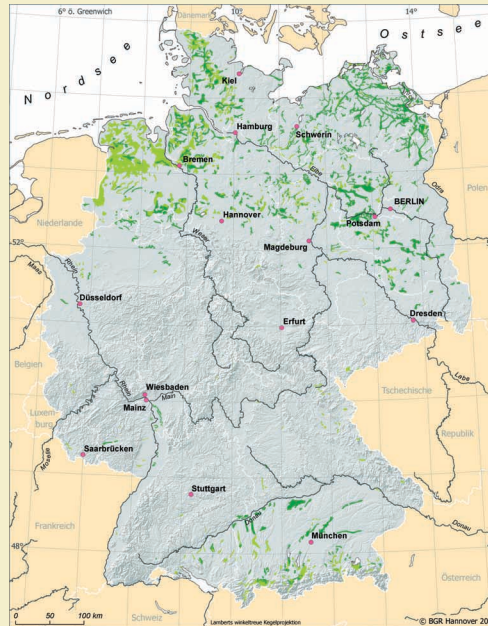 6° ö. Greenwich
Dänemark
10
14°
Nordsee
Ostsee
Kiel
Hamburg
Schwerin
Bremen
Elbe
Oder
Polen
Niederlande
Hannover
BERLIN
Potsdam
52°
Weser
Magdeburg
Maas
Rhein
Düsseldorf
Erfurt
Dresden
Belgien
Wiesbaden
Rhein
Main
Mainz
Tschechische
Labe
Luxem-
burg
Republik
Mosel
Saarbrücken
Stuttgart
Donau
Frankreich
Donau
48°
München
Österreich
0 50 100 km
Schweiz
Lamberts winkeltreue Kegelprojektion
© BGR Hannover 20